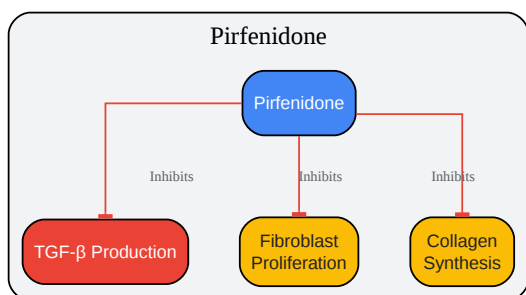 Pirfenidone
Pirfenidone
Inhibits
Inhibits
Inhibits
TGF-β Production
Fibroblast
Proliferation
Collagen
Synthesis